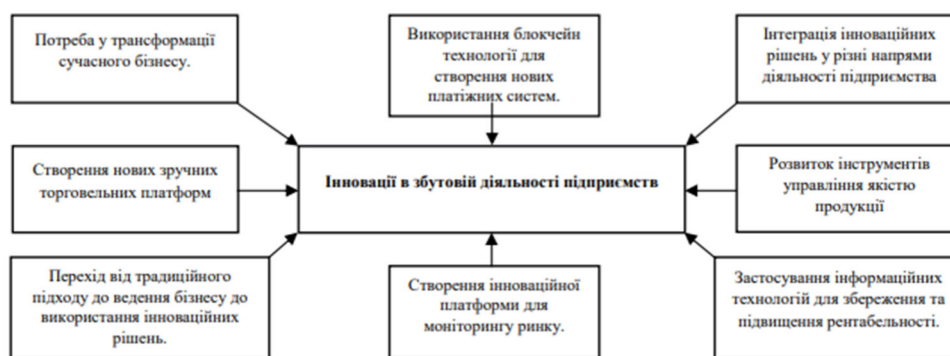 Потреба у трансформації
сучасного бізнесу.
Використання блокчейн
технології для
створення нових
платіжних систем.
Інтеграція інноваційних
рішень у різні напрями
діяльності підприємства
Створення нових зручних
торговельних платформ
Інновації в збутовій діяльності підприємств
Розвиток інструментів
управління якістю
продукції
Перехід від традиційного
підходу до ведення бізнесу до
використання інноваційних
рішень.
Створення інноваційної
платформи для
моніторингу ринку.
Застосування інформаційних
технологій для збереження та
підвищення рентабельності.